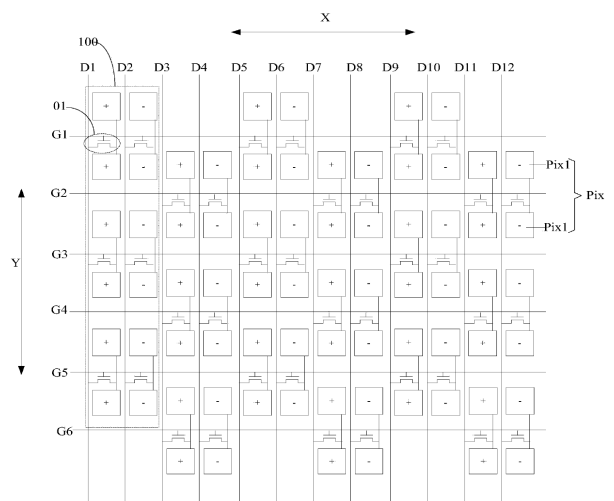 X
100
D1 D2 D3 D4 D5 D6 D7 D8 D9 D10 D11 D12
+ - + - + -
01
G1
+ - + - + - + - + - + - Pix1
G2 Pix
+ - + - + - + - + - + - Pix1
G3
Y
+ - + - + - + - + - + -
G4
+ - + - + - + - + - + -
G5
+ - + - + - + - + - + -
G6
+ - + - + -